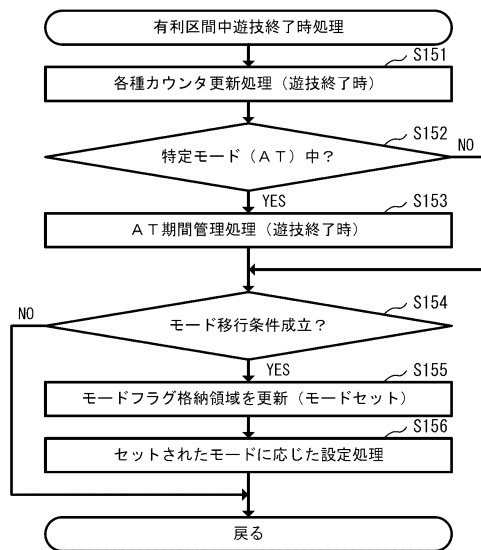 有利区間中遊技終了時処理
S151
各種カウンタ更新処理(遊技終了時)
S152
特定モード(AT)中?
NO
YES
S153
AT期間管理処理(遊技終了時)
S154
NO
モード移行条件成立?
YES
S155
モードフラグ格納領域を更新(モードセット)
S156
セットされたモードに応じた設定処理
戻る